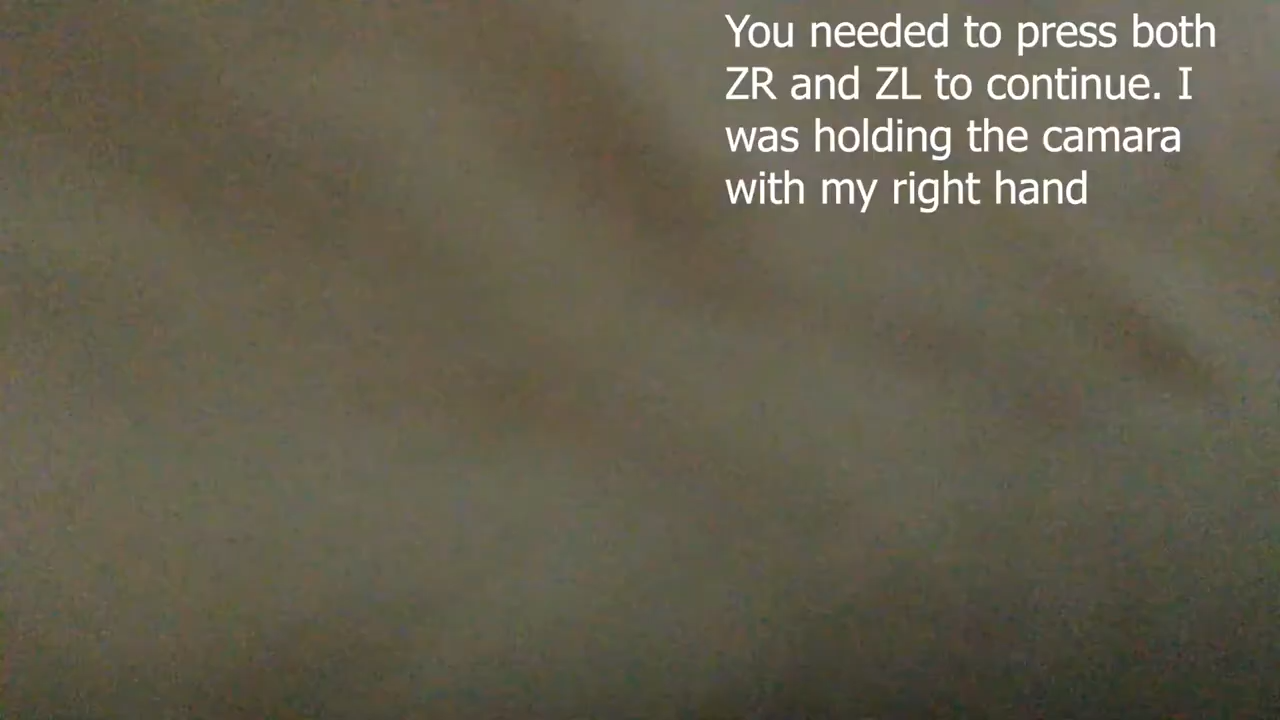 You needed to press both
ZR and ZL to continue. I
was holding the camara
with my right hand